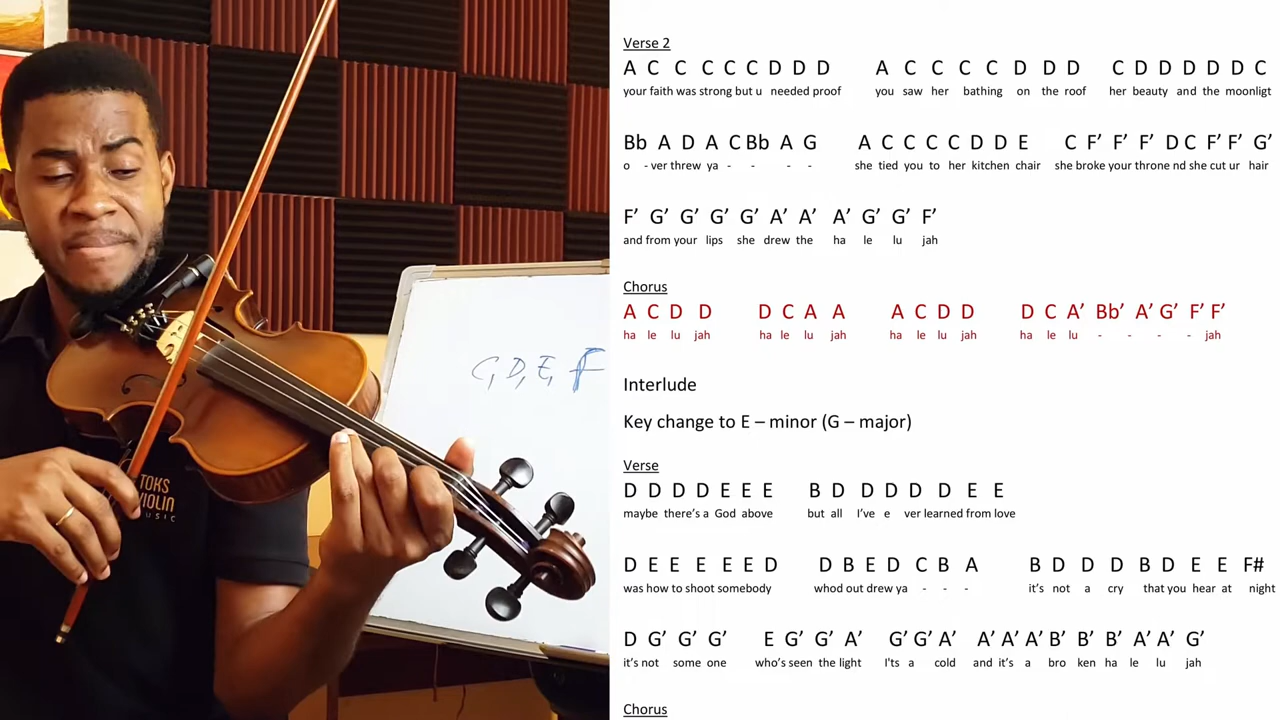 TOKS
VIOLIN
MUSIC
C, D, E, F
Verse 2
A C C C C C D D D A C C C C D D D C D D D D D C
your faith was strong but u needed proof you saw her bathing on the roof her beauty and the moonligt
Bb A D A C Bb A G A C C C C D D E C F’ F’ F’ D C F’ F’ G’
o - ver threw ya - - - - she tied you to her kitchen chair she broke your throne nd she cut ur hair
F’ G’ G’ G’ G’ A’ A’ A’ G’ G’ F’
and from your lips she drew the ha le lu jah
Chorus
A C D D D C A A A C D D D C A’ Bb’ A’ G’ F’ F’
ha le lu jah ha le lu jah ha le lu jah ha le lu - - - - jah
Interlude
Key change to E – minor (G – major)
Verse
D D D D E E E B D D D D D E E
maybe there’s a God above but all I’ve e ver learned from love
D E E E E E D D B E D C B A B D D D B D E E F#
was how to shoot somebody whod out drew ya - - - it’s not a cry that you hear at night
D G’ G’ G’ E G’ G’ A’ G’ G’ A’ A’ A’ A’ B’ B’ B’ A’ A’ G’
it’s not some one who’s seen the light I'ts a cold and it’s a bro ken ha le lu jah
Chorus